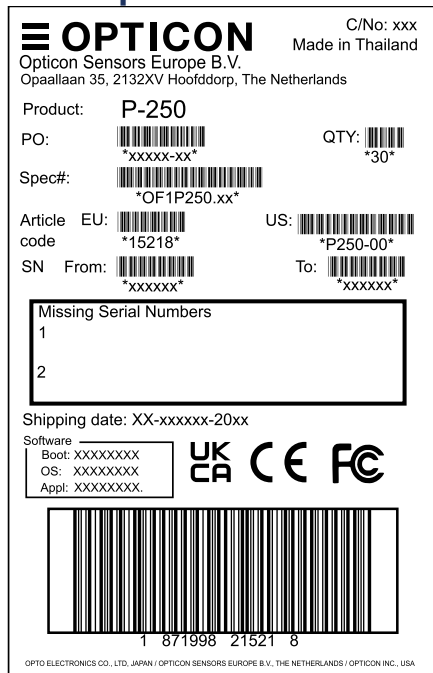 OPTICON
C/No: xxx
Made in Thailand
Opticon Sensors Europe B.V.
Opaallaan 35, 2132XV Hoofddorp, The Netherlands
Product: P-250
PO: *xxxxx-xx* QTY: *30*
Spec#: *OF1P250.xx*
Article code EU: *15218* US: *P250-00*
SN From: *xxxxxx* To: *xxxxxx*
Missing Serial Numbers
1
2
Shipping date: XX-xxxxxx-20xx
Software
Boot: XXXXXXXX
OS: XXXXXXXX
Appl: XXXXXXXX.
UK CA CE FC
1 871998 21521 8
OPTO ELECTRONICS CO., LTD, JAPAN / OPTICON SENSORS EUROPE B.V., THE NETHERLANDS / OPTICON INC., USA